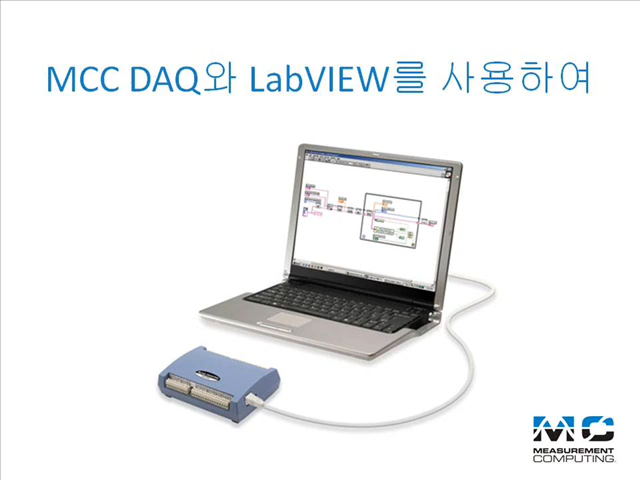 MCC DAQ와 LabVIEW를 사용하여
MC
MEASUREMENT
COMPUTING